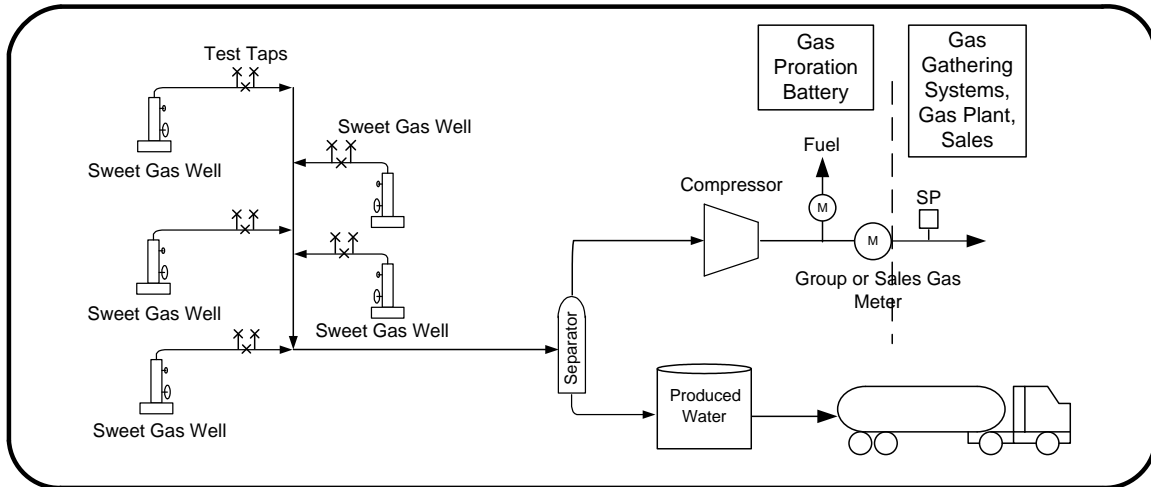 Test Taps
Sweet Gas Well
Sweet Gas Well
Sweet Gas Well
Sweet Gas Well
Sweet Gas Well
Gas
Proration
Battery
Gas
Gathering
Systems,
Gas Plant,
Sales
Fuel
Compressor
M
SP
M
Group or Sales Gas
Meter
Separator
Produced
Water